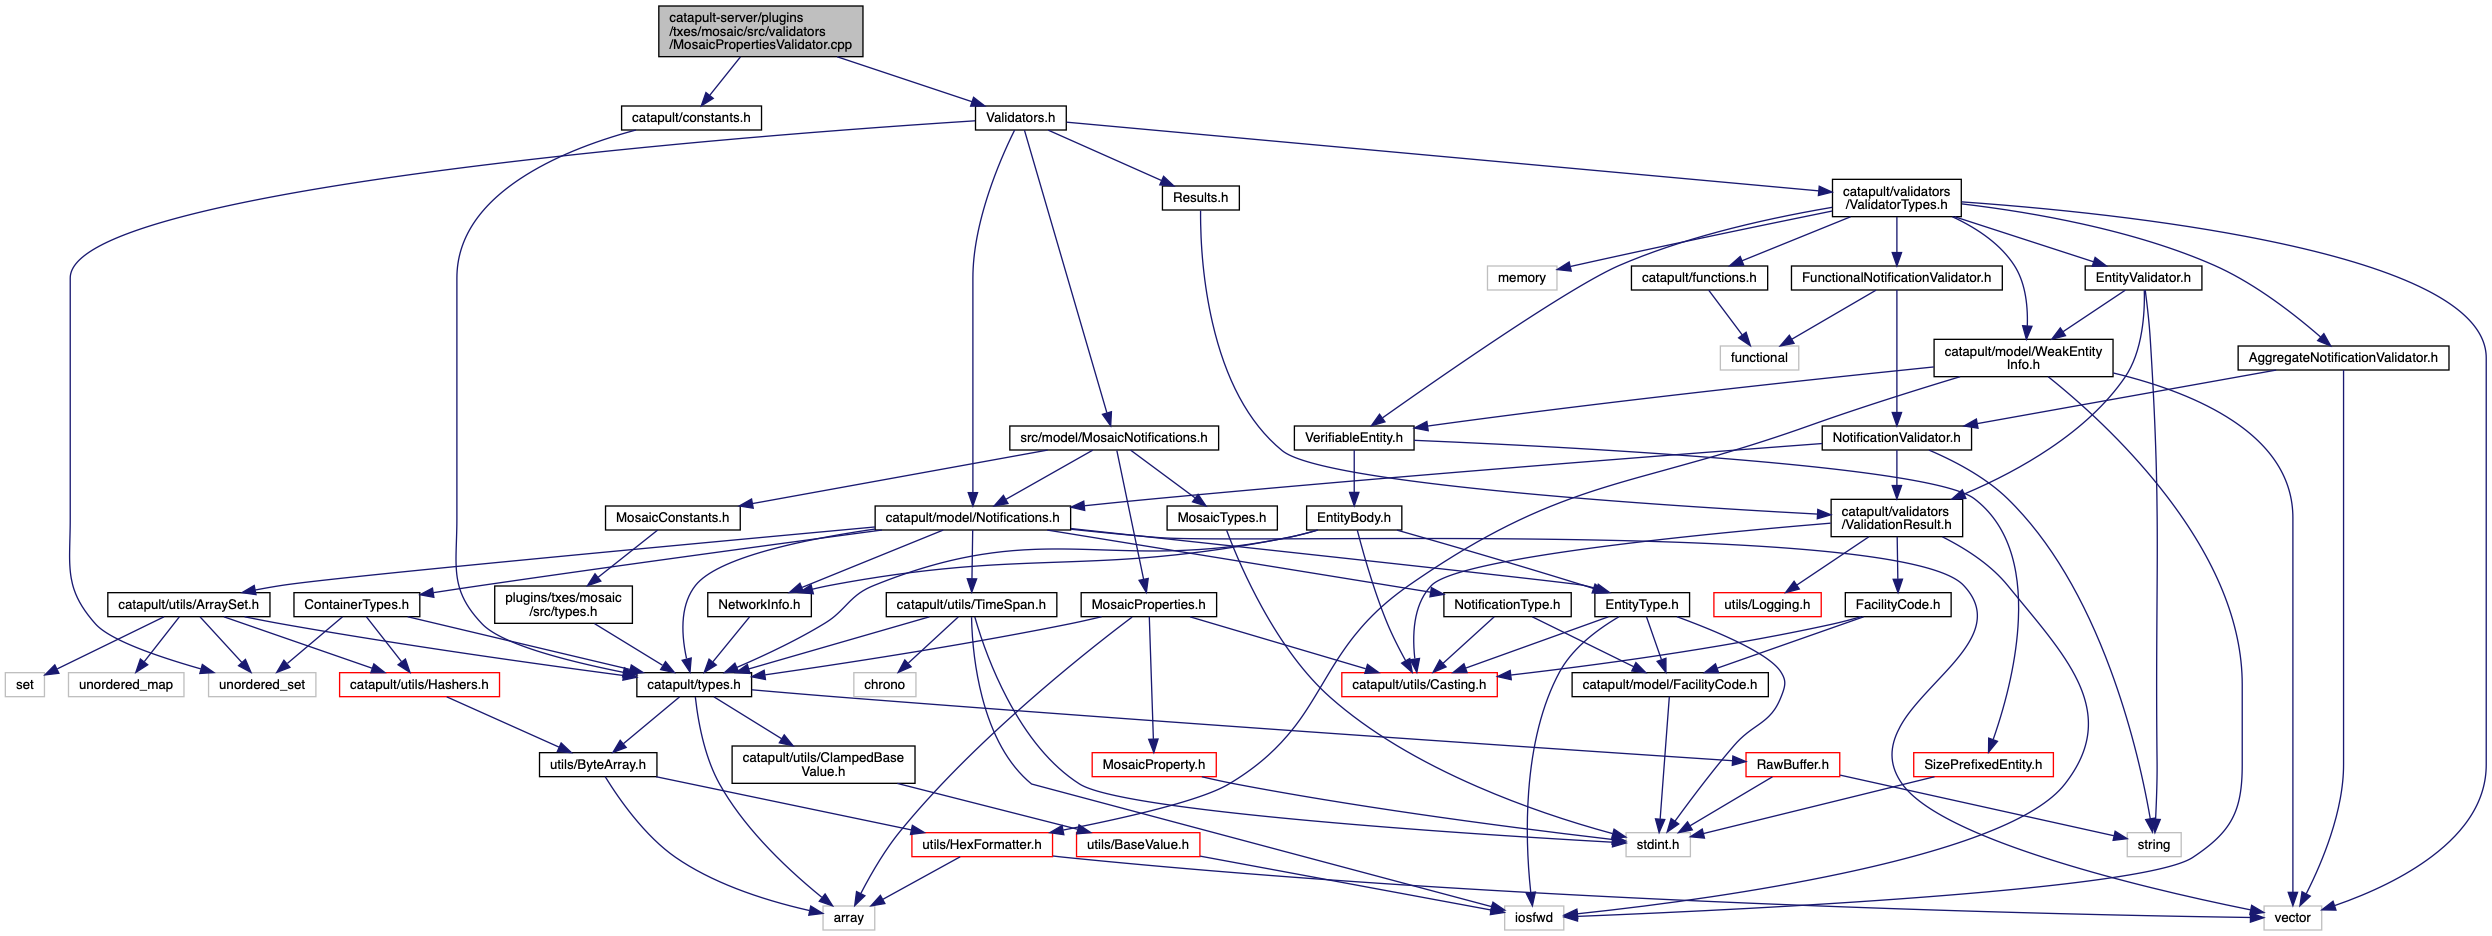 catapult-server/plugins
/txes/mosaic/src/validators
/MosaicPropertiesValidator.cpp
catapult/constants.h
Validators.h
Results.h
catapult/validators
/ValidatorTypes.h
memory
catapult/functions.h
FunctionalNotificationValidator.h
EntityValidator.h
functional
catapult/model/WeakEntity
Info.h
AggregateNotificationValidator.h
src/model/MosaicNotifications.h
VerifiableEntity.h
NotificationValidator.h
MosaicConstants.h
catapult/model/Notifications.h
MosaicTypes.h
EntityBody.h
catapult/validators
/ValidationResult.h
catapult/utils/ArraySet.h
ContainerTypes.h
plugins/txes/mosaic
/src/types.h
NetworkInfo.h
catapult/utils/TimeSpan.h
MosaicProperties.h
NotificationType.h
EntityType.h
utils/Logging.h
FacilityCode.h
set
unordered_map
unordered_set
catapult/utils/Hashers.h
catapult/types.h
chrono
catapult/utils/Casting.h
catapult/model/FacilityCode.h
utils/ByteArray.h
catapult/utils/ClampedBase
Value.h
MosaicProperty.h
RawBuffer.h
SizePrefixedEntity.h
utils/HexFormatter.h
utils/BaseValue.h
stdint.h
string
array
iosfwd
vector